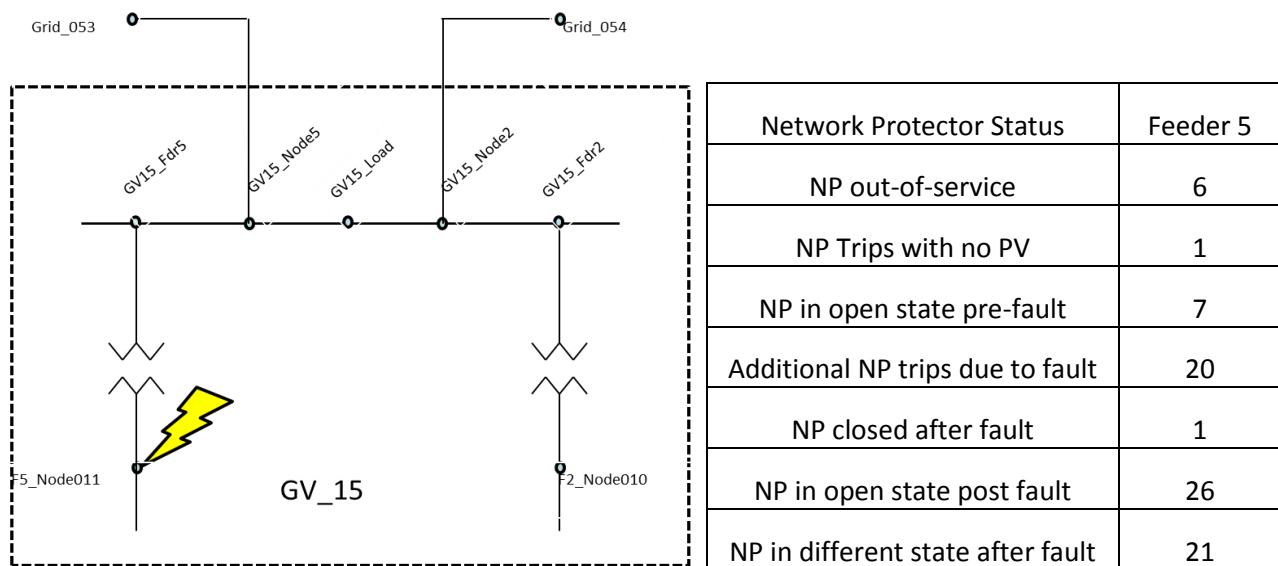 Grid_053
Grid_054
GV15_Fdr5
GV15_Node5
GV15_Load
GV15_Node2
GV15_Fdr2
F5_Node011
GV_15
F2_Node010
Network Protector Status Feeder 5
NP out-of-service 6
NP Trips with no PV 1
NP in open state pre-fault 7
Additional NP trips due to fault 20
NP closed after fault 1
NP in open state post fault 26
NP in different state after fault 21